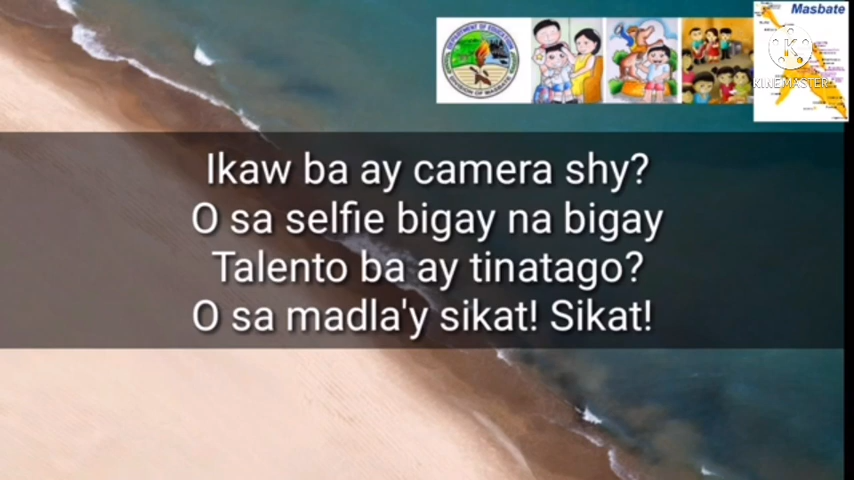 Masbate
KINEMASTER
Ikaw ba ay camera shy?
O sa selfie bigay na bigay
Talento ba ay tinatago?
O sa madla'y sikat! Sikat!